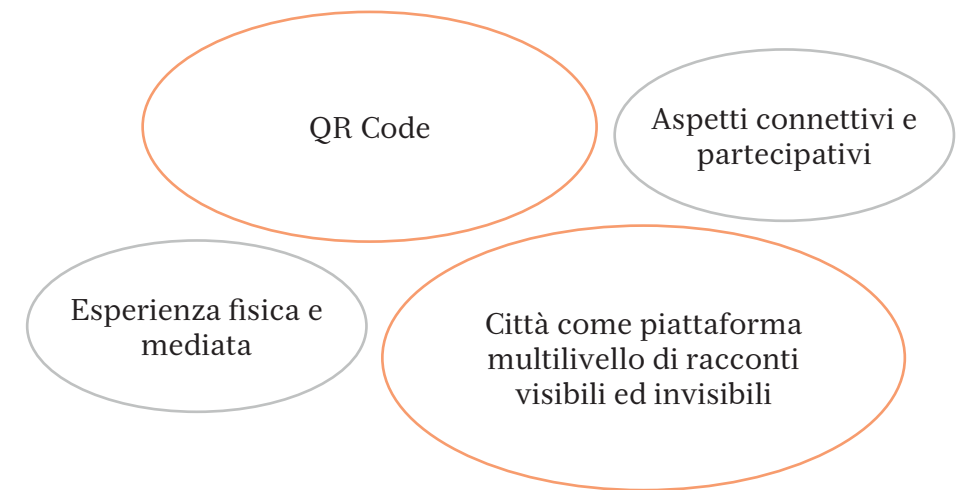 QR Code
Aspetti connettivi e
partecipativi
Esperienza fisica e
mediata
Città come piattaforma
multilivello di racconti
visibili ed invisibili